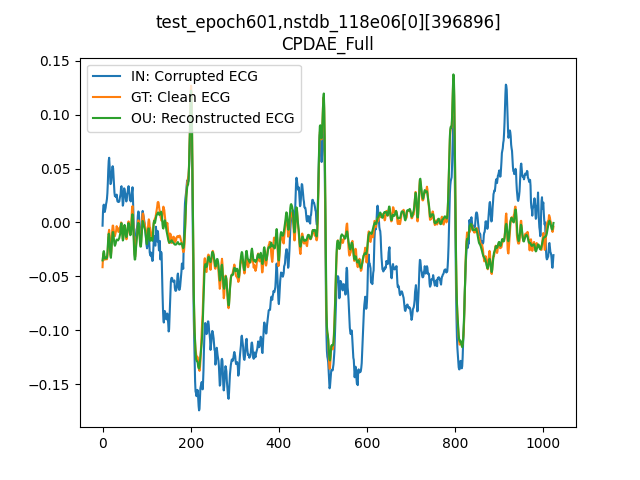 test_epoch601,nstdb_118e06[0][396896]
CPDAE_Full
IN: Corrupted ECG
GT: Clean ECG
OU: Reconstructed ECG
0.15
0.10
0.05
0.00
−0.05
−0.10
−0.15
0 200 400 600 800 1000